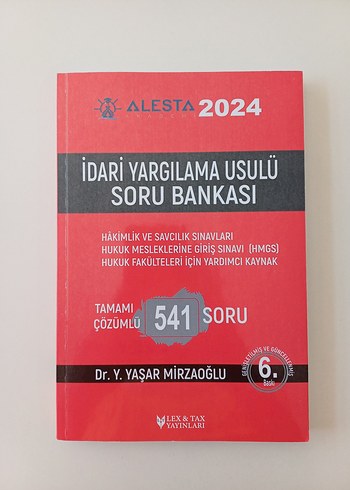 ALESTA 2024
İDARİ YARGILAMA USULÜ
SORU BANKASI
HÂKİMLİK VE SAVCILIK SINAVLARI
HUKUK MESLEKLERİNE GİRİŞ SINAVI (HMGS)
HUKUK FAKÜLTELERİ İÇİN YARDIMCI KAYNAK
TAMAMI
ÇÖZÜMLÜ 541 SORU
GENİŞLETİLMİŞ VE GÜNCELLENMİŞ
6.
Baskı
Dr. Y. YAŞAR MİRZAOĞLU
LEX & TAX
YAYINLARI